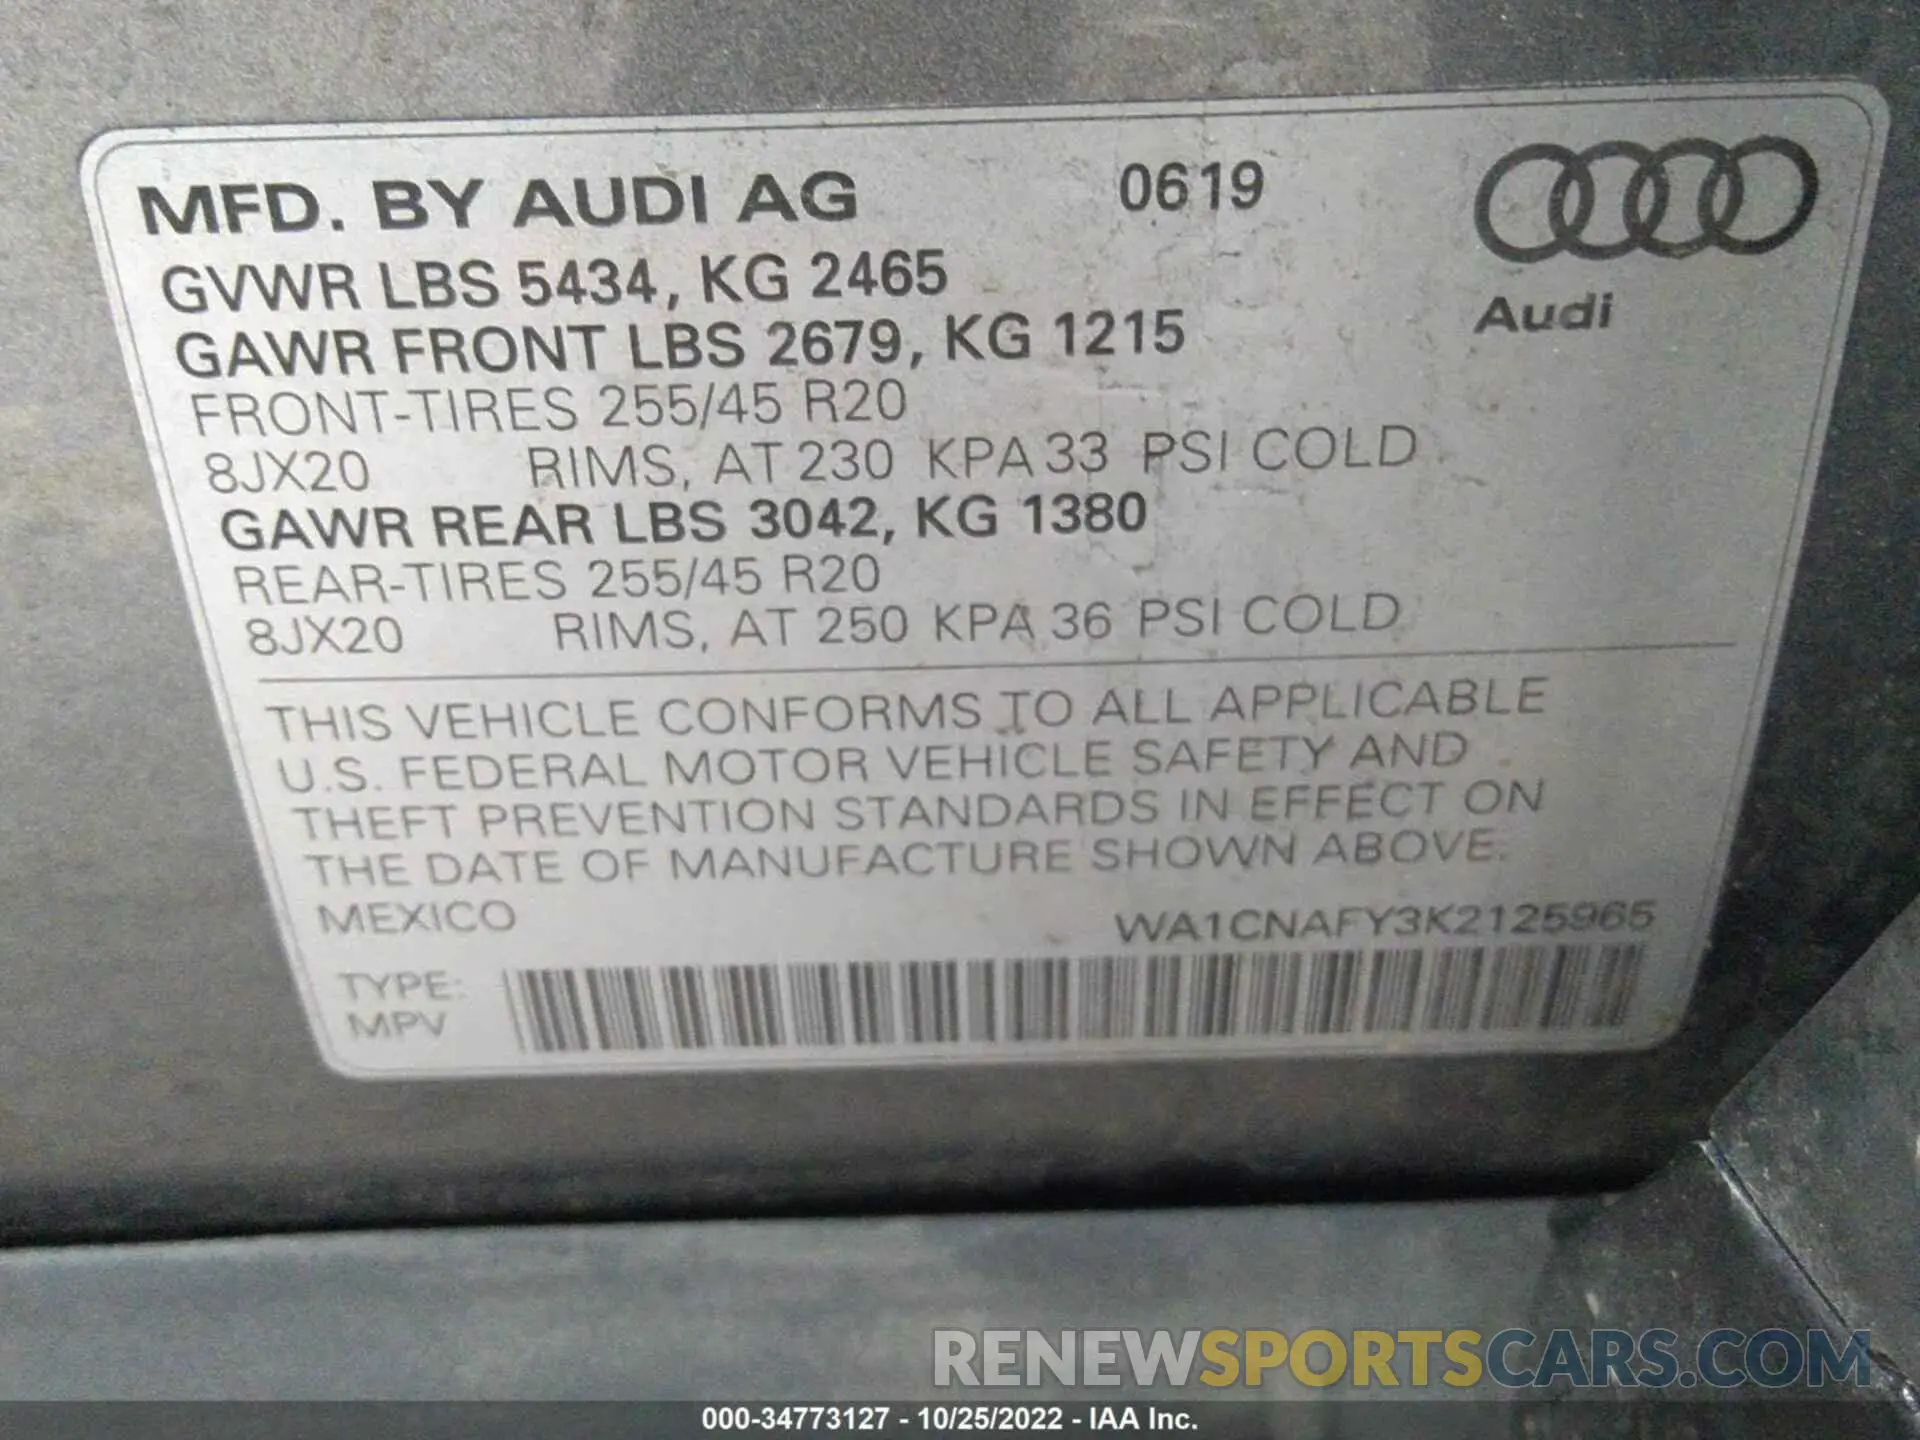 MFD. BY AUDI AG 0619
GVWR LBS 5434, KG 2465
Audi
GAWR FRONT LBS 2679, KG 1215
FRONT-TIRES 255/45 R20
8JX20 RIMS, AT 230 KPA 33 PSI COLD
GAWR REAR LBS 3042, KG 1380
REAR-TIRES 255/45 R20
8JX20 RIMS, AT 250 KPA 36 PSI COLD
THIS VEHICLE CONFORMS TO ALL APPLICABLE
U.S. FEDERAL MOTOR VEHICLE SAFETY AND
THEFT PREVENTION STANDARDS IN EFFECT ON
THE DATE OF MANUFACTURE SHOWN ABOVE.
MEXICO WA1CNAFY3K2125965
TYPE:
MPV
RENEWSPORTSCARS.COM
000-34773127 - 10/25/2022 - IAA Inc.